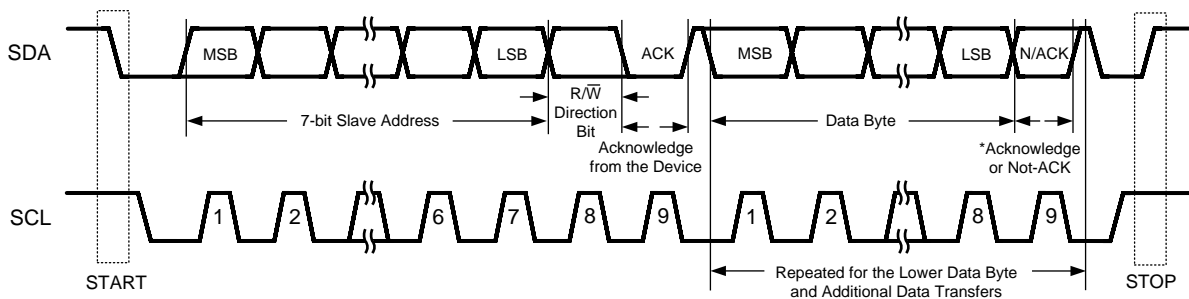 SDA
MSB
LSB
ACK
MSB
LSB
N/ACK
R/W̅
Direction
Bit
7-bit Slave Address
Data Byte
Acknowledge
from the Device
*Acknowledge
or Not-ACK
SCL
1
2
6
7
8
9
1
2
8
9
START
Repeated for the Lower Data Byte
and Additional Data Transfers
STOP